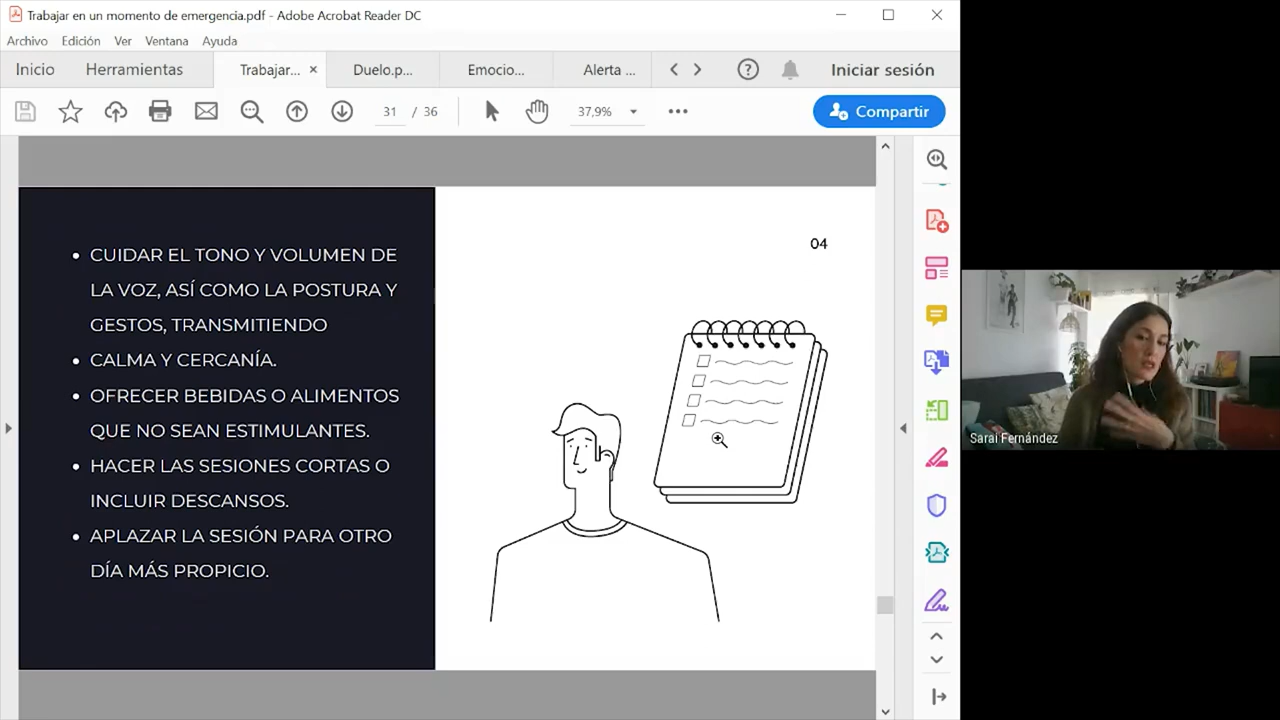 Trabajar en un momento de emergencia.pdf - Adobe Acrobat Reader DC
Archivo Edición Ver Ventana Ayuda
Inicio Herramientas Trabajar... Duelo.p... Emocio... Alerta ... Iniciar sesión
31 / 36 37,9% Compartir
04
• CUIDAR EL TONO Y VOLUMEN DE
LA VOZ, ASÍ COMO LA POSTURA Y
GESTOS, TRANSMITIENDO
• CALMA Y CERCANÍA.
• OFRECER BEBIDAS O ALIMENTOS
QUE NO SEAN ESTIMULANTES.
• HACER LAS SESIONES CORTAS O
INCLUIR DESCANSOS.
• APLAZAR LA SESIÓN PARA OTRO
DÍA MÁS PROPICIO.
Sarai Fernández